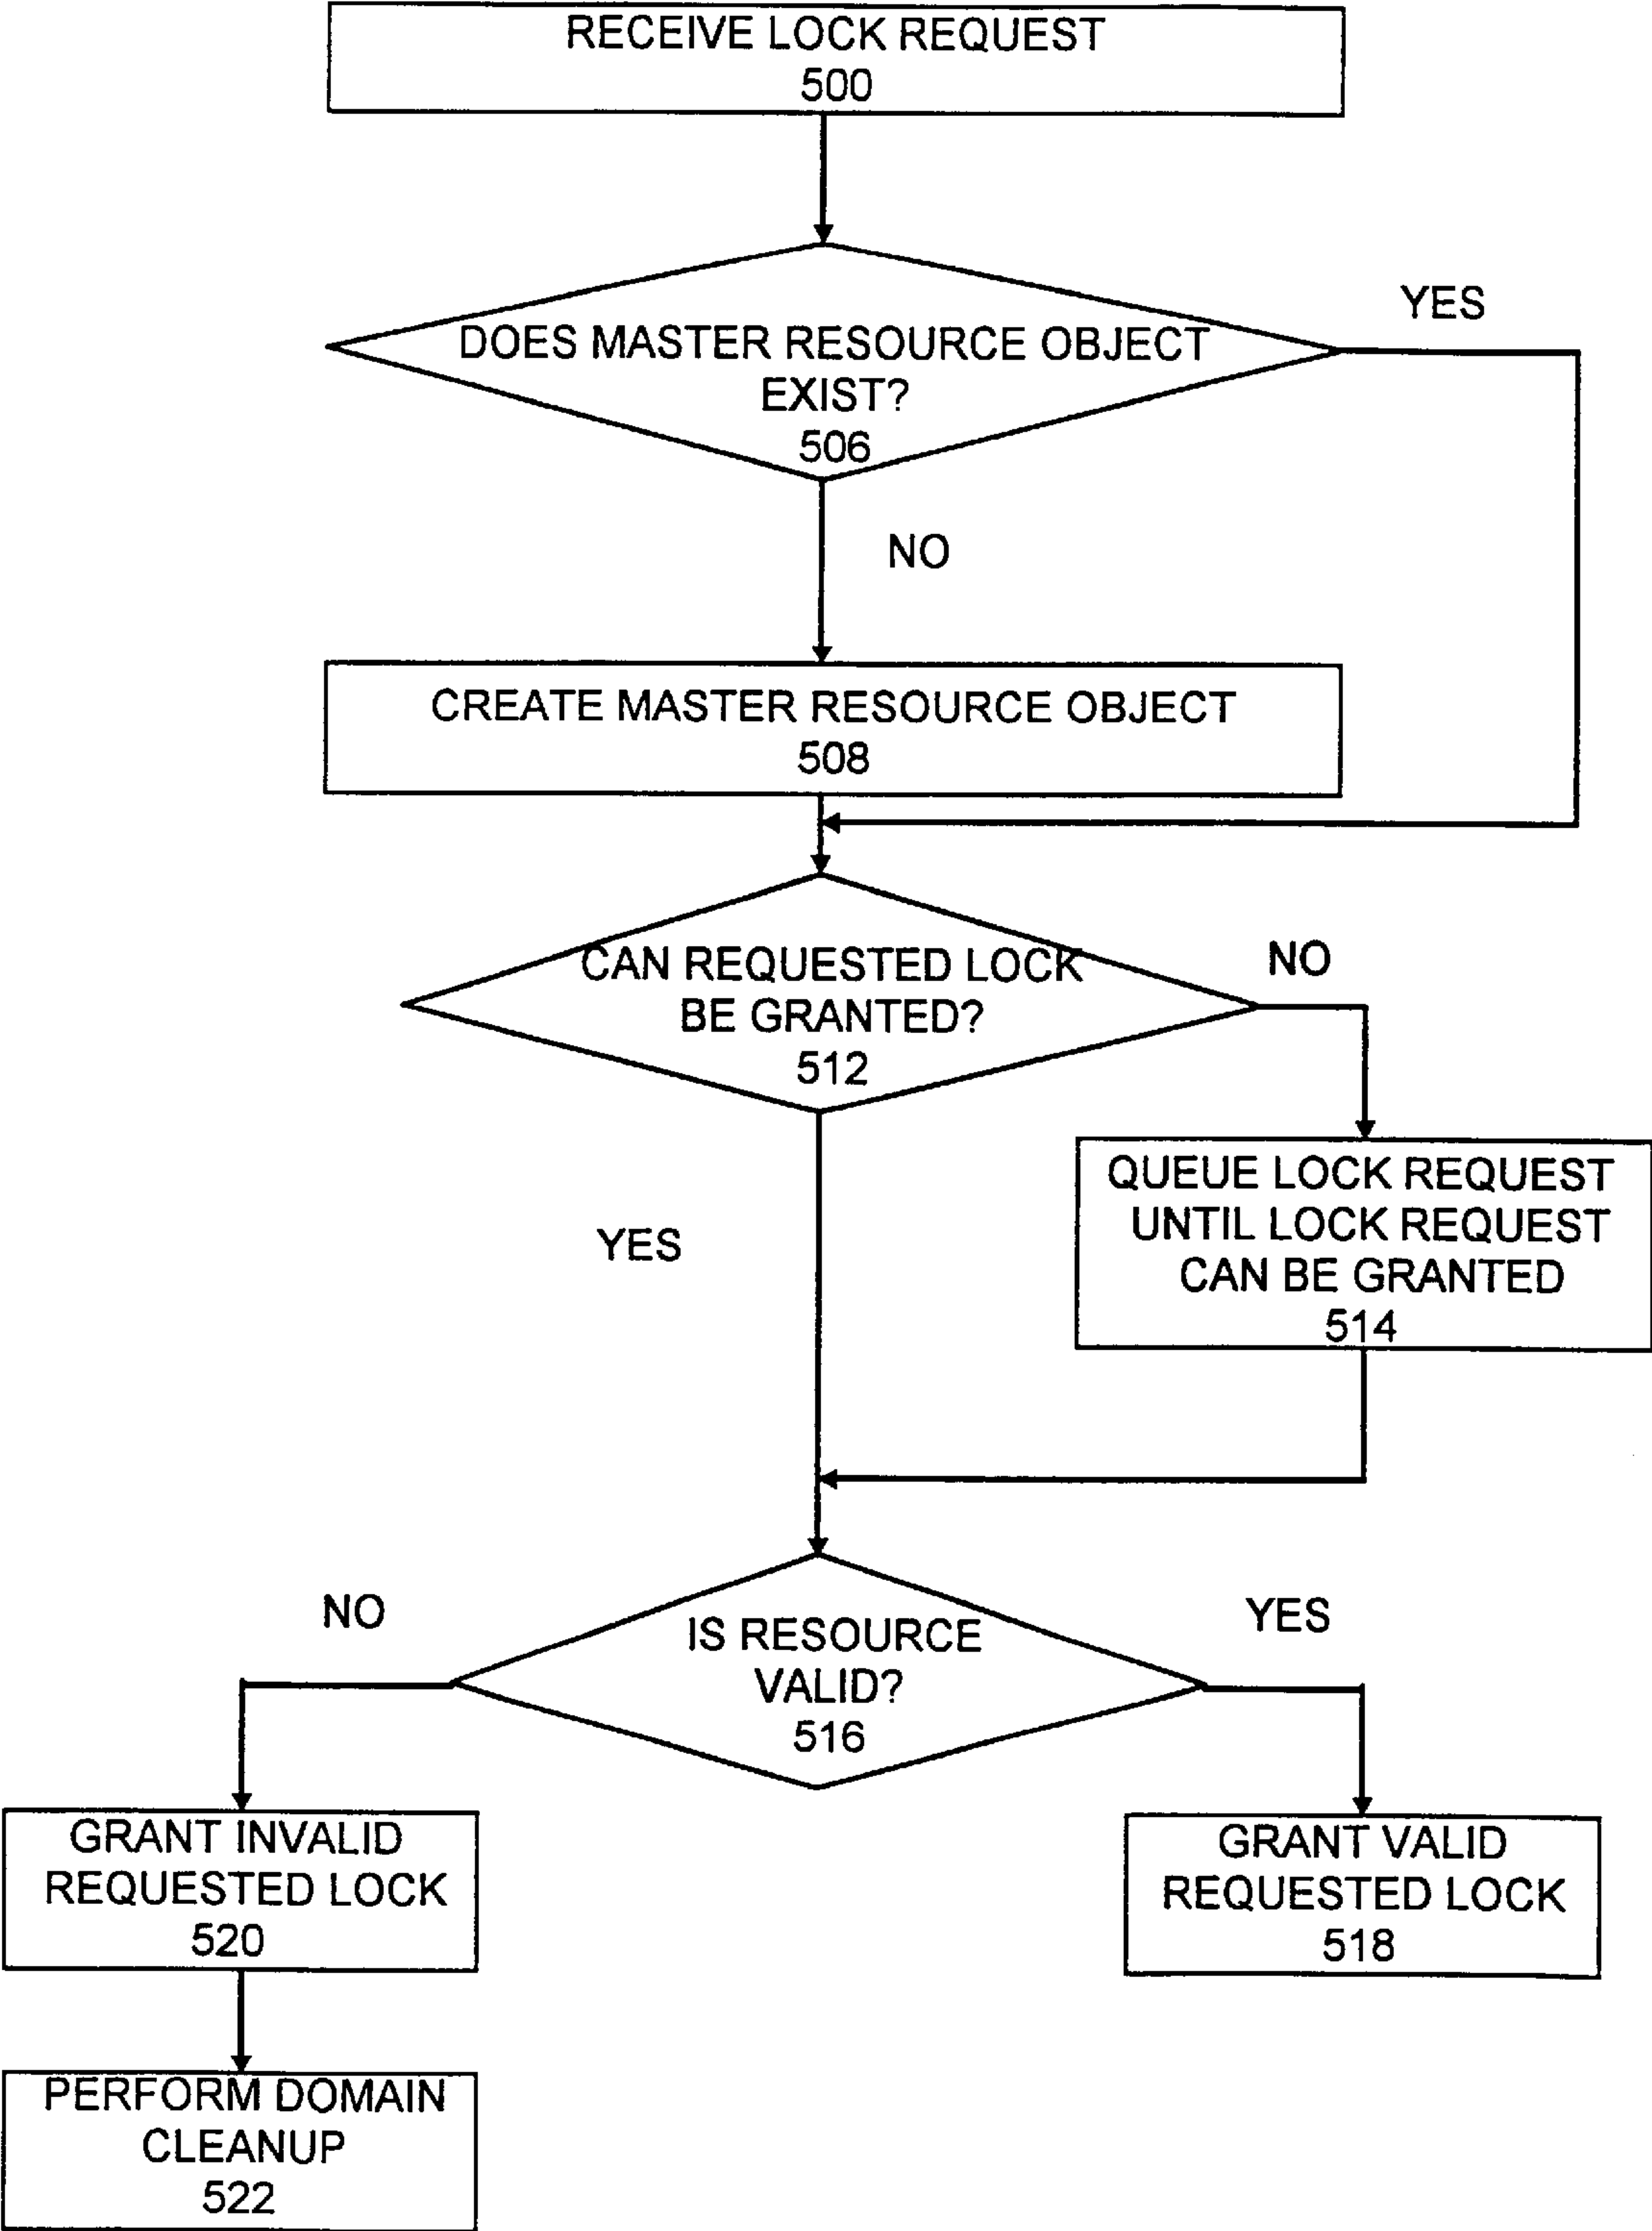 RECEIVE LOCK REQUEST
500
DOES MASTER RESOURCE OBJECT
EXIST?
506
YES
NO
CREATE MASTER RESOURCE OBJECT
508
CAN REQUESTED LOCK
BE GRANTED?
512
NO
YES
QUEUE LOCK REQUEST
UNTIL LOCK REQUEST
CAN BE GRANTED
514
IS RESOURCE
VALID?
516
NO
YES
GRANT INVALID
REQUESTED LOCK
520
GRANT VALID
REQUESTED LOCK
518
PERFORM DOMAIN
CLEANUP
522